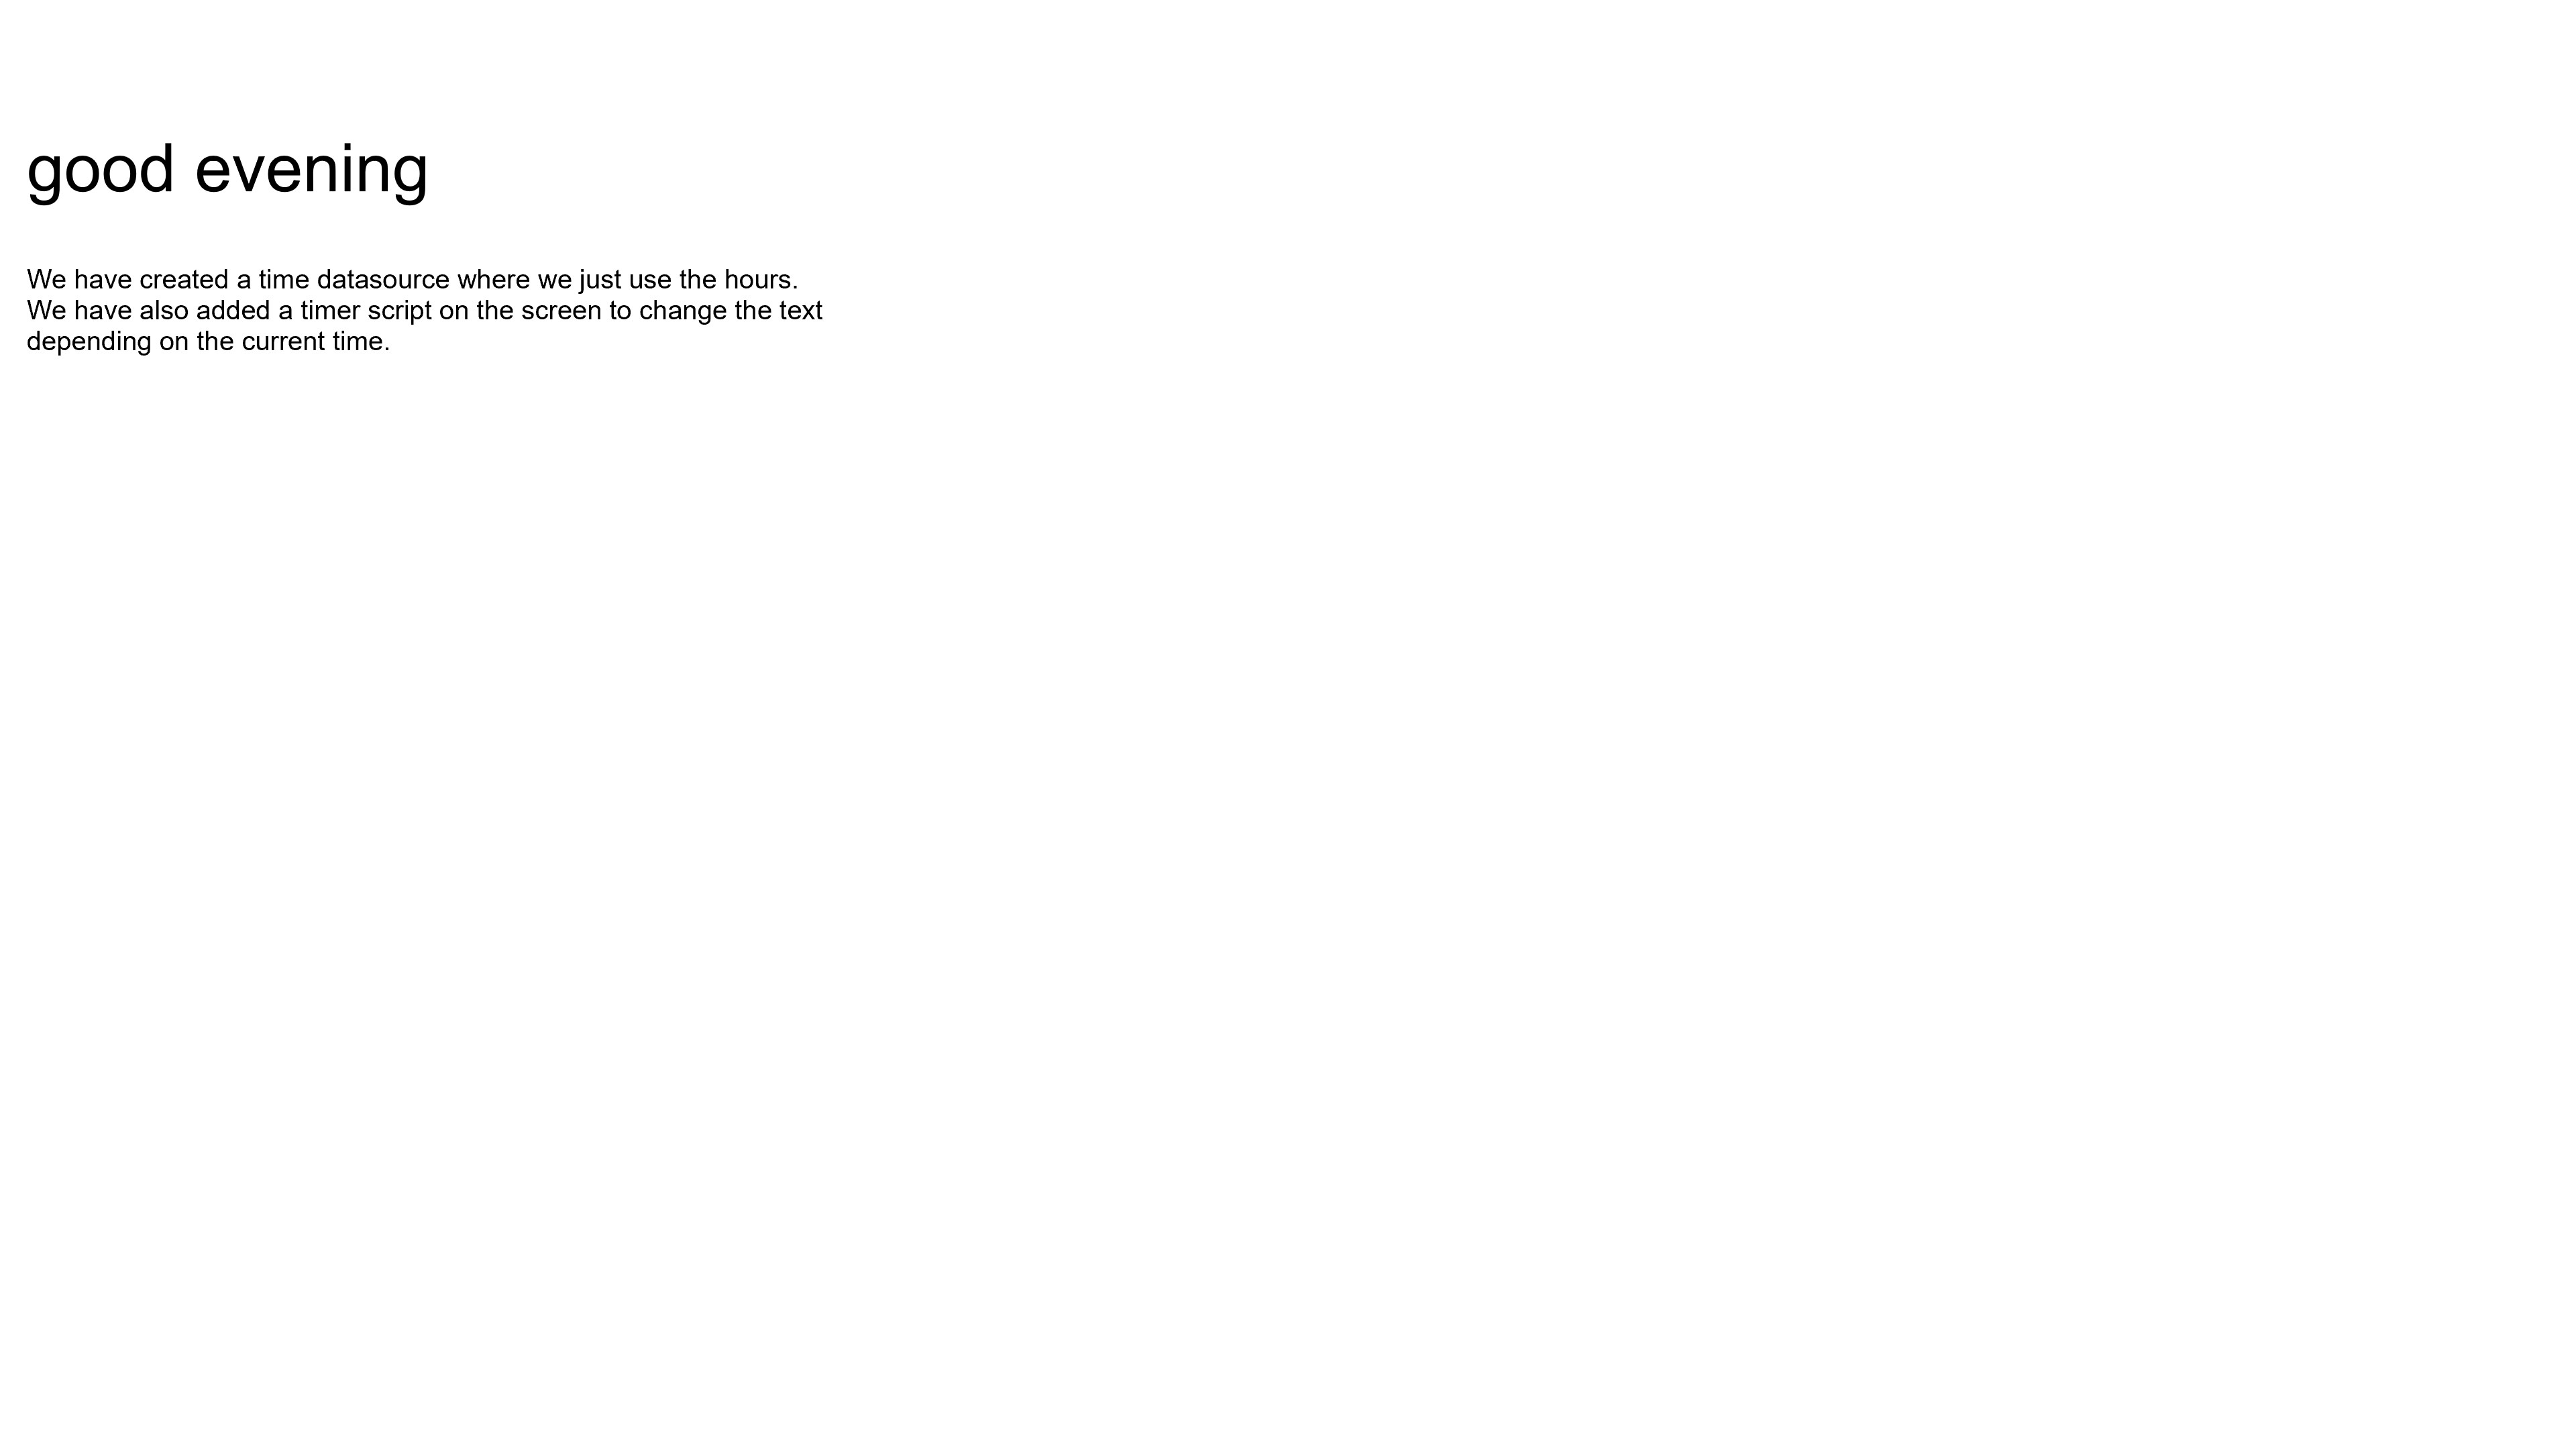 good evening
We have created a time datasource where we just use the hours.
We have also added a timer script on the screen to change the text
depending on the current time.